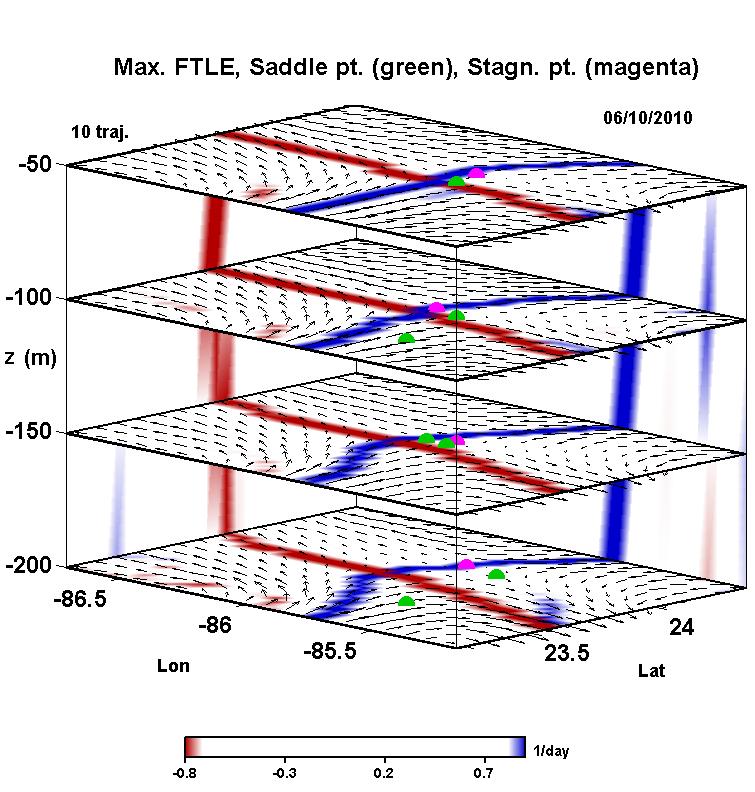 Max. FTLE, Saddle pt. (green), Stagn. pt. (magenta)
10 traj.
06/10/2010
-50
-100
z (m)
-150
-200
-86.5
-86
-85.5
Lon
24
23.5
Lat
1/day
-0.8 -0.3 0.2 0.7